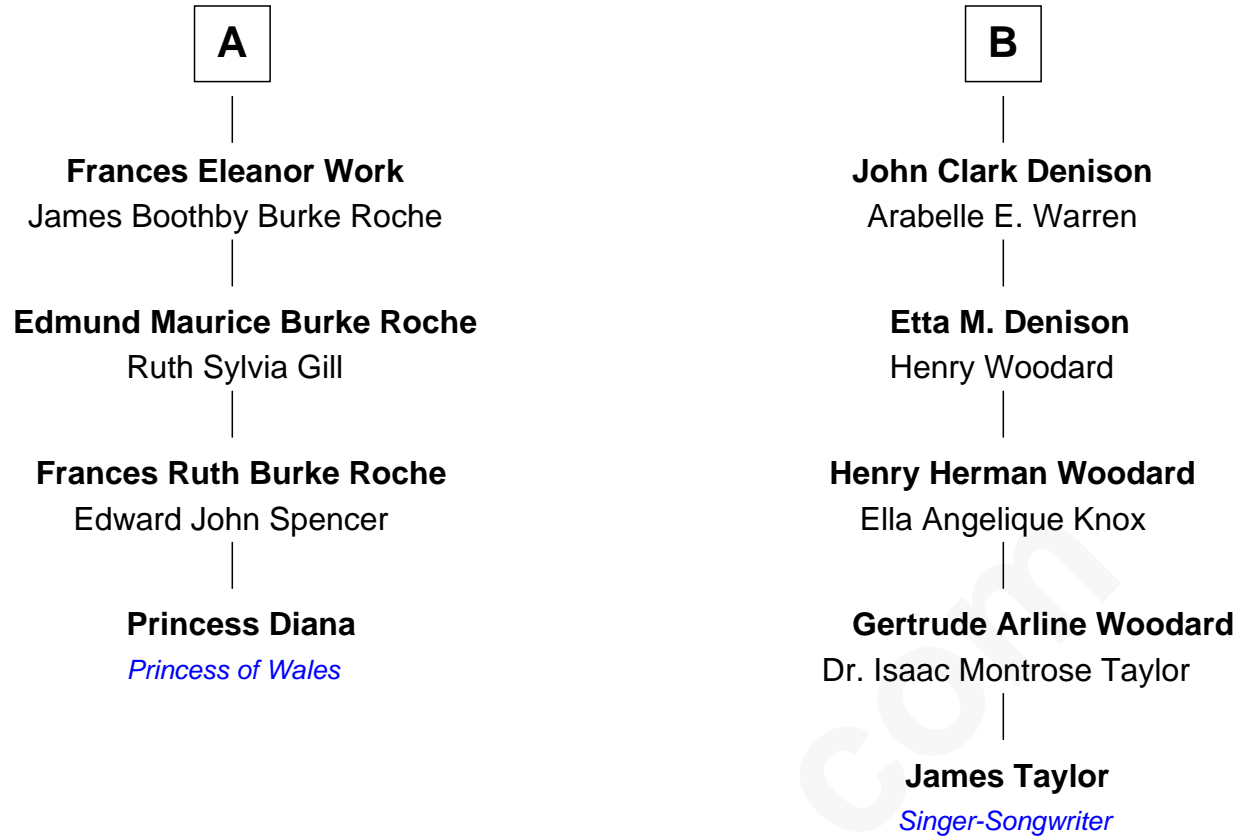 A
Frances Eleanor Work
James Boothby Burke Roche
Edmund Maurice Burke Roche
Ruth Sylvia Gill
Frances Ruth Burke Roche
Edward John Spencer
Princess Diana
Princess of Wales
B
John Clark Denison
Arabelle E. Warren
Etta M. Denison
Henry Woodard
Henry Herman Woodard
Ella Angelique Knox
Gertrude Arline Woodard
Dr. Isaac Montrose Taylor
James Taylor
Singer-Songwriter
com